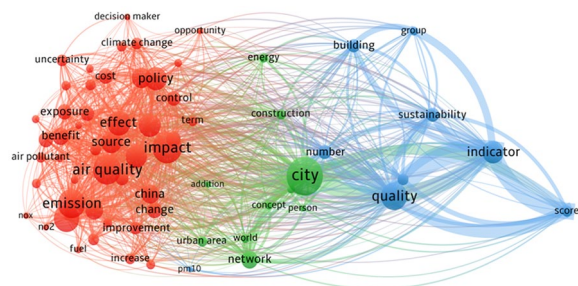 decision maker
opportunity
group
climate change
building
uncertainty
energy
cost
policy
exposure
control
construction
sustainability
effect
term
benefit
source
impact
number
indicator
air pollutant
air quality
city
addition
quality
china
emission
change
concept
person
score
nox
no2
improvement
urban area
world
fuel
increase
pm10
network